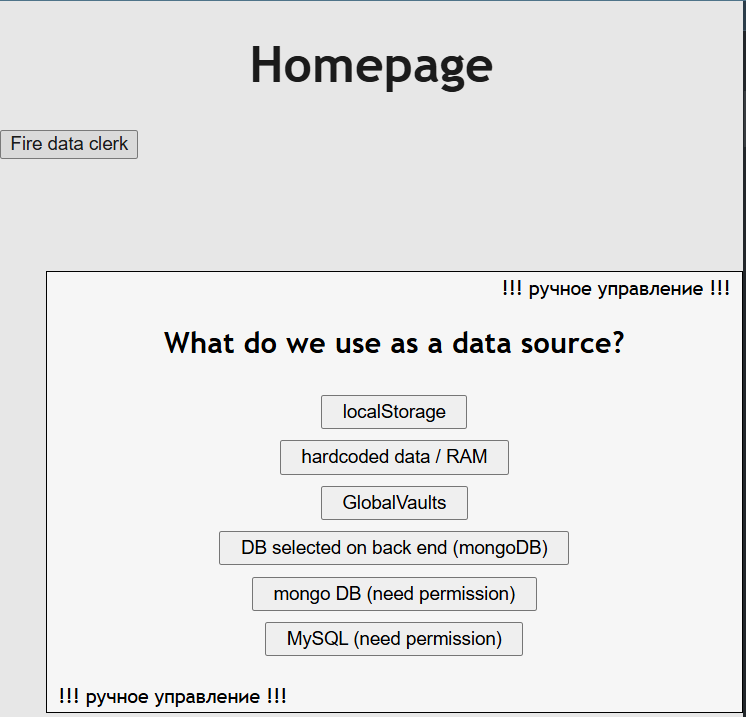 Homepage
Fire data clerk
!!! ручное управление !!!
What do we use as a data source?
localStorage
hardcoded data / RAM
GlobalVaults
DB selected on back end (mongoDB)
mongo DB (need permission)
MySQL (need permission)
!!! ручное управление !!!